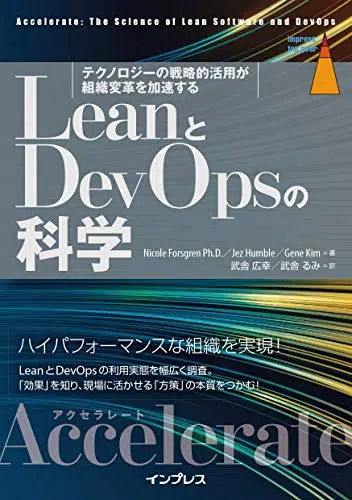 Accelerate: The Science of Lean Software and DevOps
impress
top gear
テクノロジーの戦略的活用が
組織変革を加速する
Leanと
DevOpsの
科学
Nicole Forsgren Ph.D.／Jez Humble／Gene Kim＝著
武舎 広幸／武舎 るみ＝訳
ハイパフォーマンスな組織を実現！
LeanとDevOpsの利用実態を幅広く調査。
「効果」を知り、現場に活かせる「方策」の本質をつかむ！
アクセラレート
Accelerate
インプレス